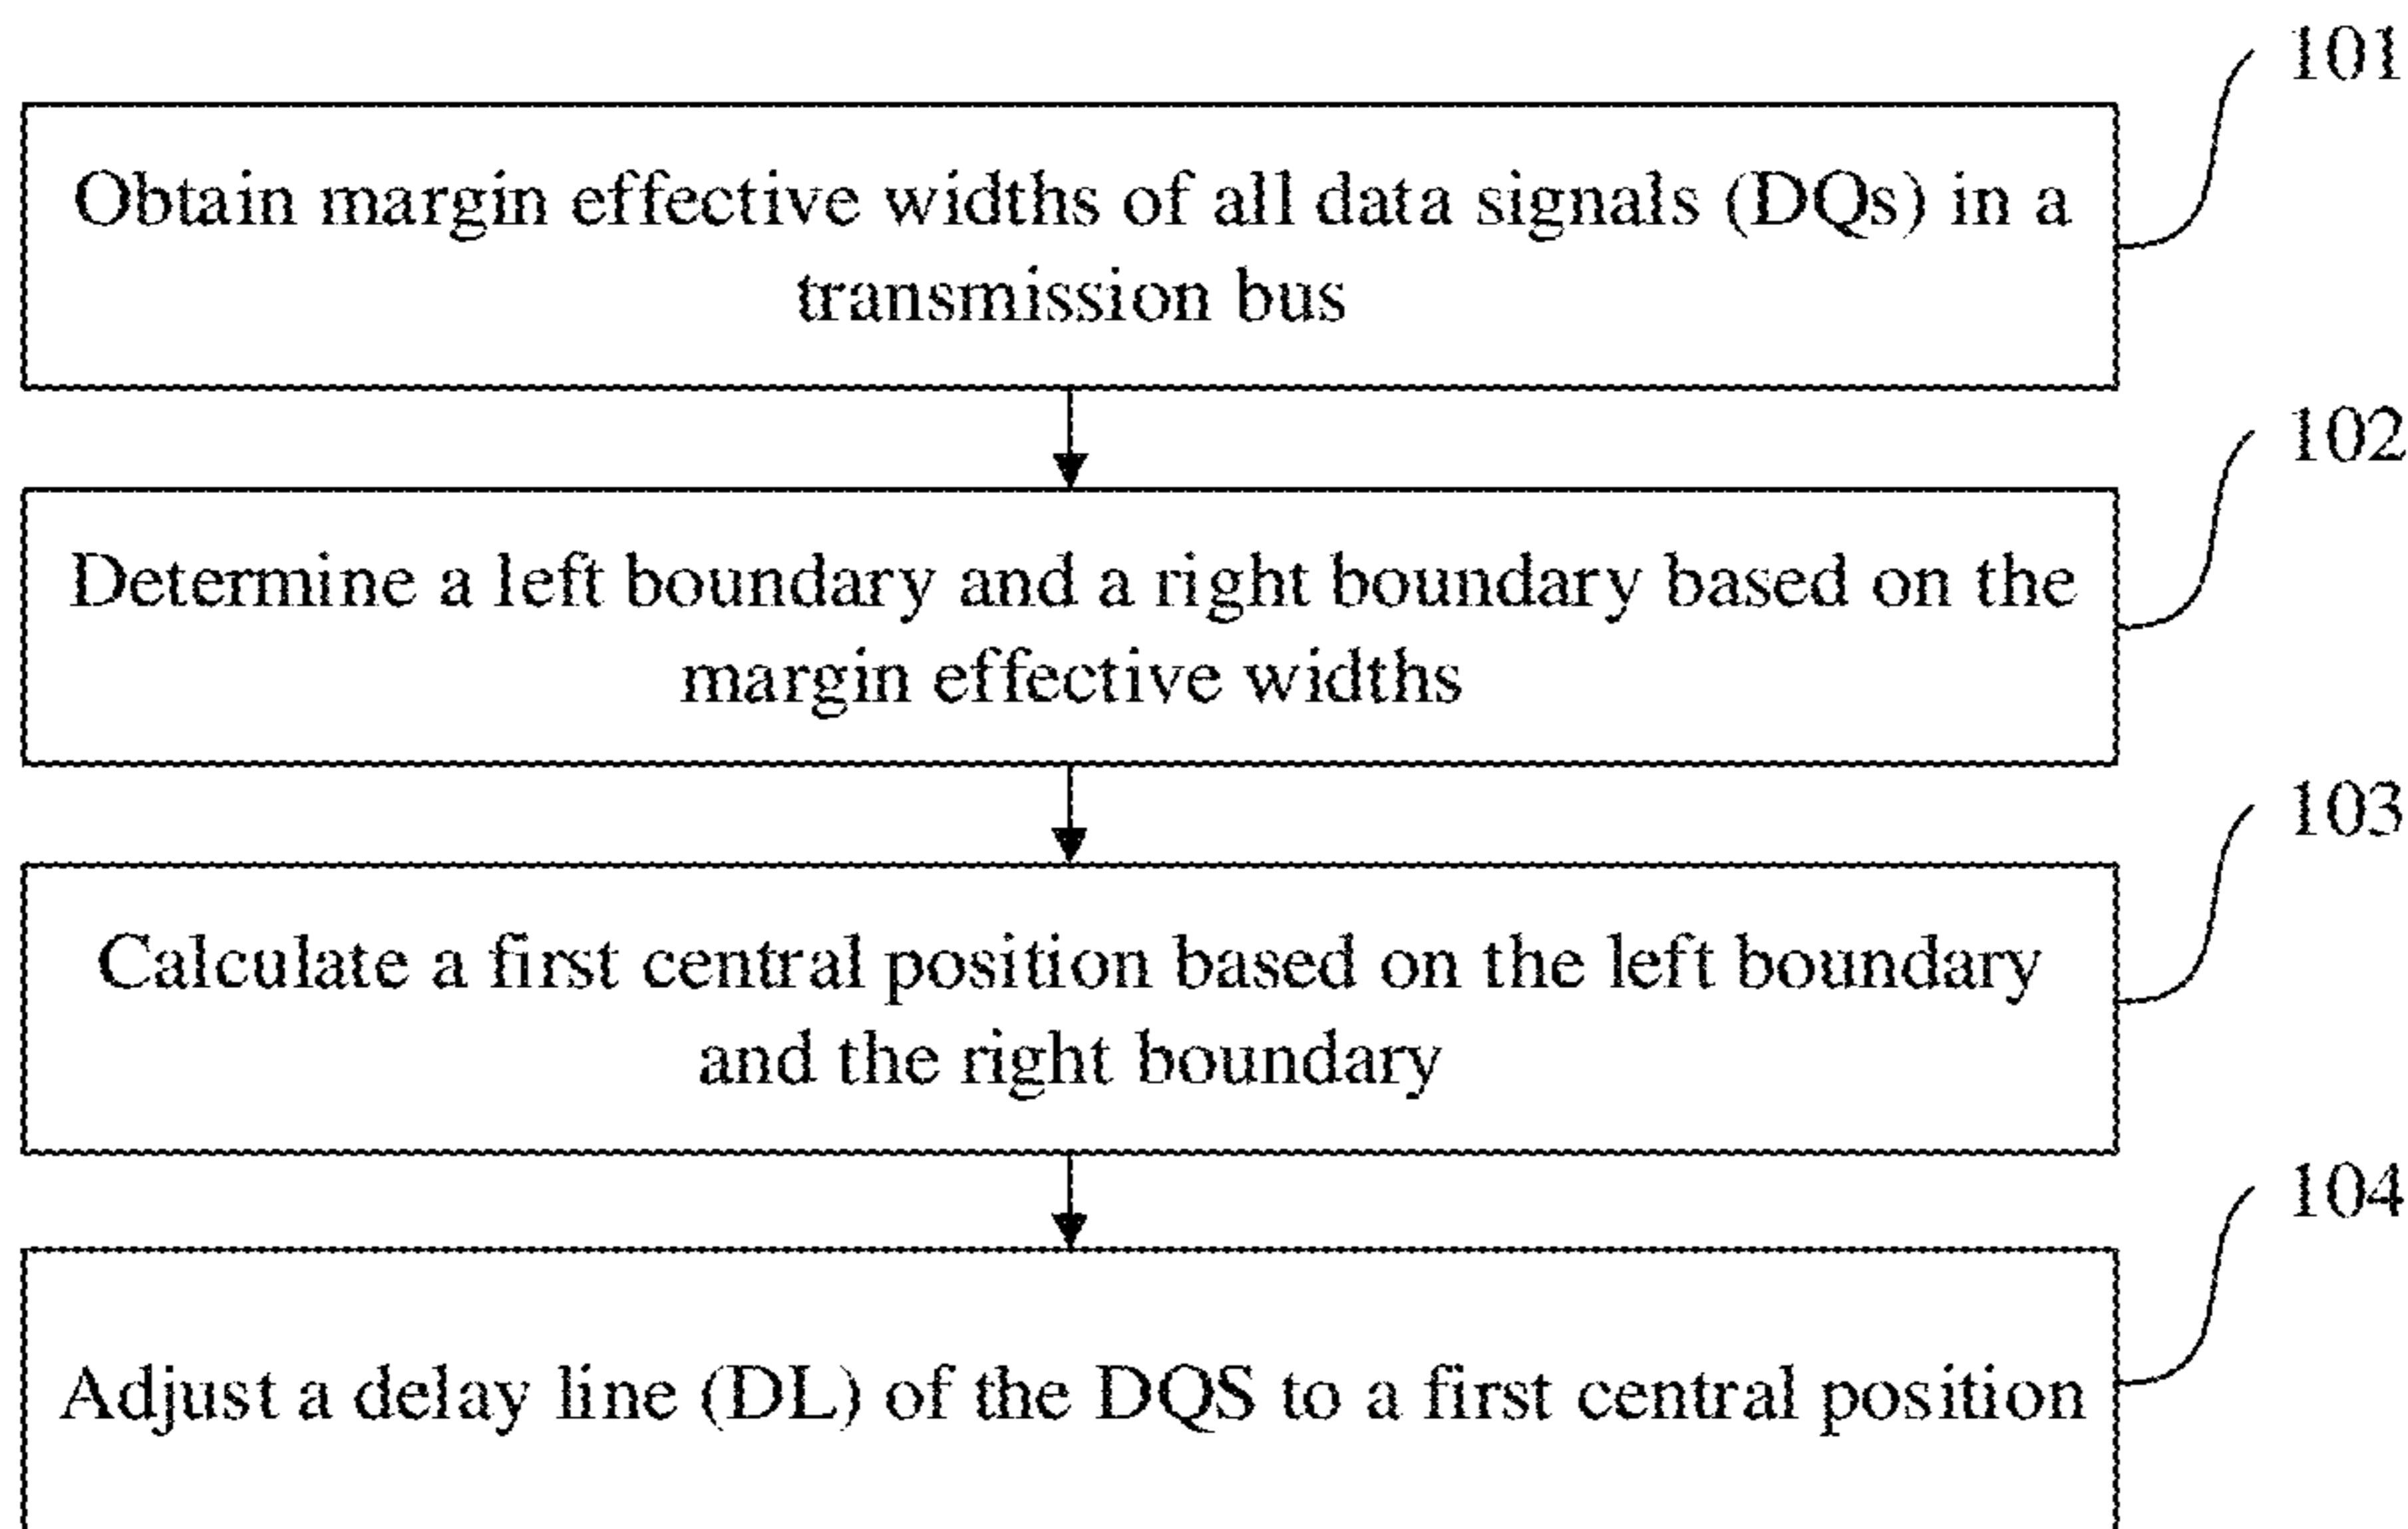 101
Obtain margin effective widths of all data signals (DQs) in a
transmission bus
102
Determine a left boundary and a right boundary based on the
margin effective widths
103
Calculate a first central position based on the left boundary
and the right boundary
104
Adjust a delay line (DL) of the DQS to a first central position